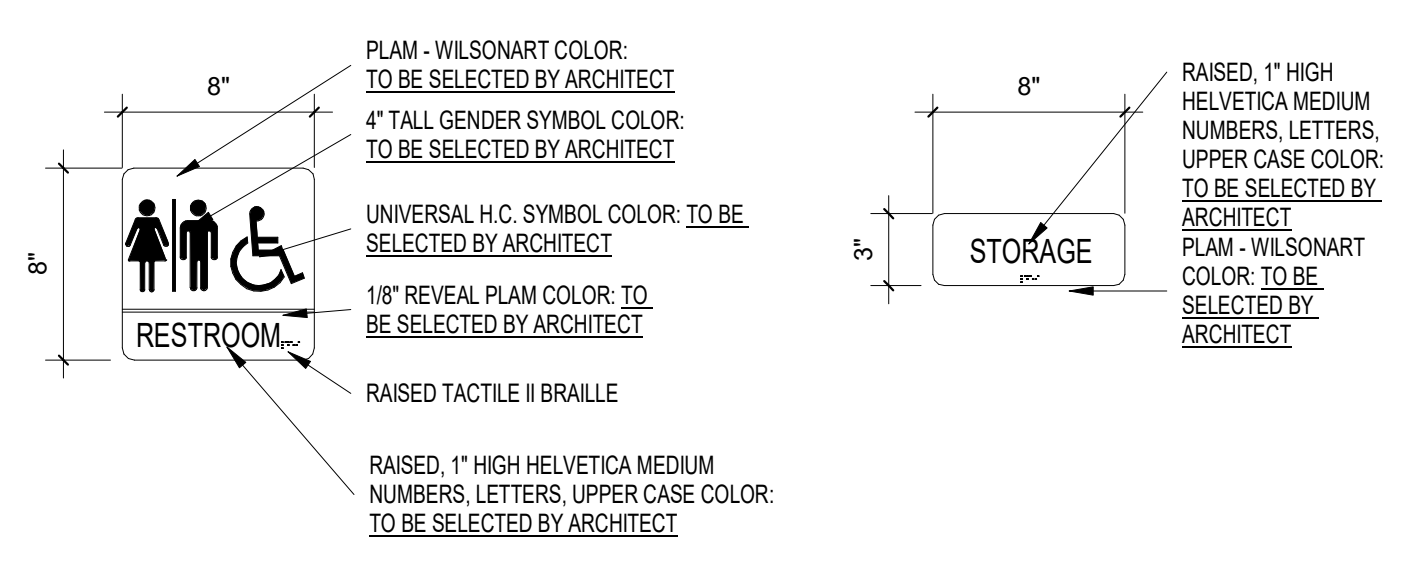 PLAM - WILSONART COLOR:
TO BE SELECTED BY ARCHITECT
8"
4" TALL GENDER SYMBOL COLOR:
TO BE SELECTED BY ARCHITECT
UNIVERSAL H.C. SYMBOL COLOR: TO BE
SELECTED BY ARCHITECT
8"
1/8" REVEAL PLAM COLOR: TO
BE SELECTED BY ARCHITECT
RESTROOM
RAISED TACTILE II BRAILLE
RAISED, 1" HIGH HELVETICA MEDIUM
NUMBERS, LETTERS, UPPER CASE COLOR:
TO BE SELECTED BY ARCHITECT
8"
3"
STORAGE
RAISED, 1" HIGH
HELVETICA MEDIUM
NUMBERS, LETTERS,
UPPER CASE COLOR:
TO BE SELECTED BY
ARCHITECT
PLAM - WILSONART
COLOR: TO BE
SELECTED BY
ARCHITECT